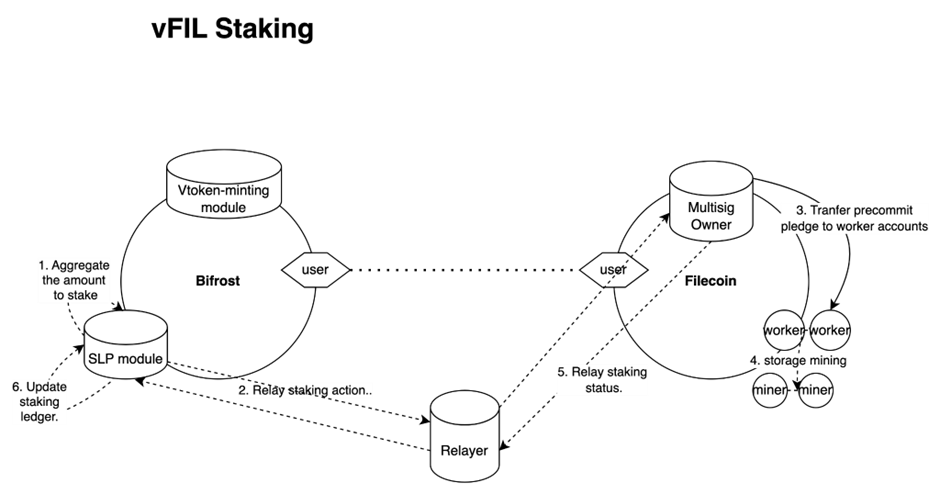 vFIL Staking
Vtoken-minting
module
Multisig
Owner
3. Tranfer precommit
pledge to worker accounts
1. Aggregate
the amount
to stake
Bifrost
user
user
Filecoin
SLP module
worker
worker
4. storage mining
miner
miner
6. Update
staking
ledger.
2. Relay staking action..
5. Relay staking
status.
Relayer